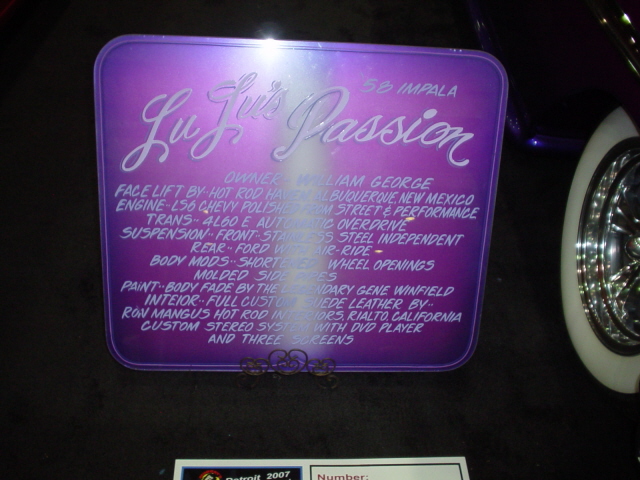 58 IMPALA
Lu Lu's Passion
OWNER - WILLIAM GEORGE
FACE LIFT BY - HOT ROD HAVEN, ALBUQUERQUE, NEW MEXICO
ENGINE - LS6 CHEVY POLISHED STREET & PERFORMANCE
TRANS - 4L60 E AUTOMATIC OVERDRIVE
SUSPENSION - FRONT - STAINLESS STEEL INDEPENDENT
REAR - FORD AIR-RIDE
BODY MODS - SHORTENED WHEEL OPENINGS
MOLDED SIDE PIPES
PAINT - BODY FADE BY THE LEGENDARY GENE WINFIELD
INTEIOR - FULL CUSTOM SUEDE LEATHER BY -
RON MANGUS HOT ROD INTERIORS, RIALTO, CALIFORNIA
CUSTOM STEREO SYSTEM WITH DVD PLAYER
AND THREE SCREENS
Detroit 2007
Number: